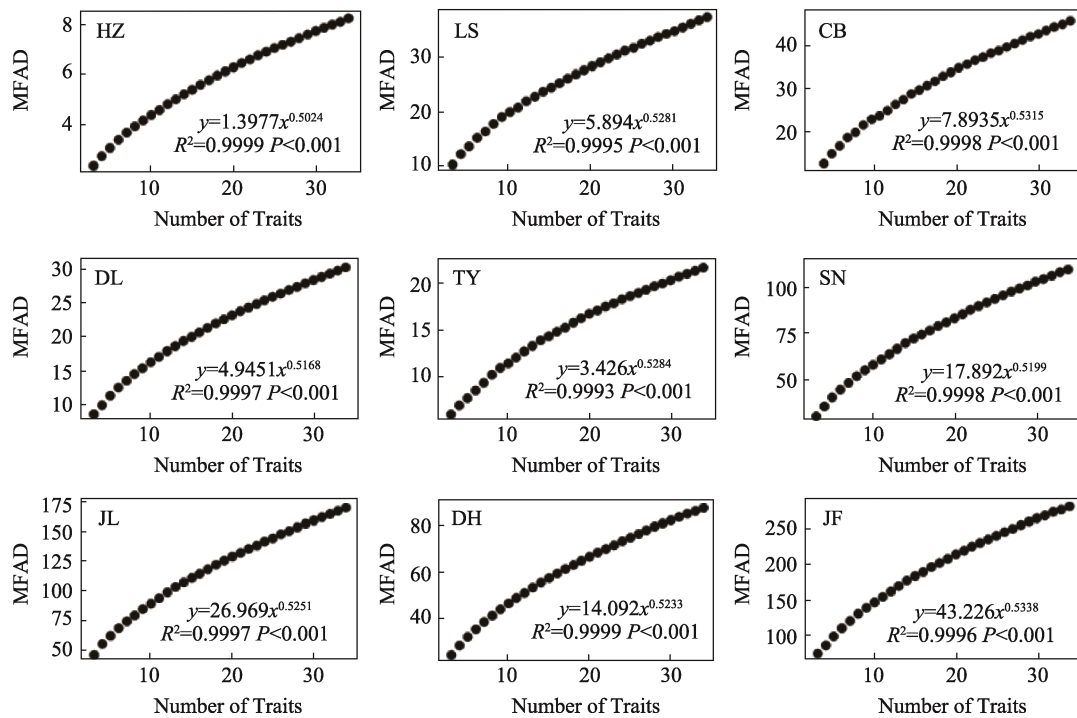 HZ
MFAD
8
6
4
y=1.3977x^0.5024
R²=0.9999 P<0.001
10 20 30
Number of Traits
LS
MFAD
30
20
10
y=5.894x^0.5281
R²=0.9995 P<0.001
10 20 30
Number of Traits
CB
MFAD
40
30
20
y=7.8935x^0.5315
R²=0.9998 P<0.001
10 20 30
Number of Traits
DL
MFAD
30
25
20
15
10
y=4.9451x^0.5168
R²=0.9997 P<0.001
10 20 30
Number of Traits
TY
MFAD
20
15
10
y=3.426x^0.5284
R²=0.9993 P<0.001
10 20 30
Number of Traits
SN
MFAD
100
75
50
y=17.892x^0.5199
R²=0.9998 P<0.001
10 20 30
Number of Traits
JL
MFAD
175
150
125
100
75
50
y=26.969x^0.5251
R²=0.9997 P<0.001
10 20 30
Number of Traits
DH
MFAD
80
60
40
y=14.092x^0.5233
R²=0.9999 P<0.001
10 20 30
Number of Traits
JF
MFAD
250
200
150
100
y=43.226x^0.5338
R²=0.9996 P<0.001
10 20 30
Number of Traits